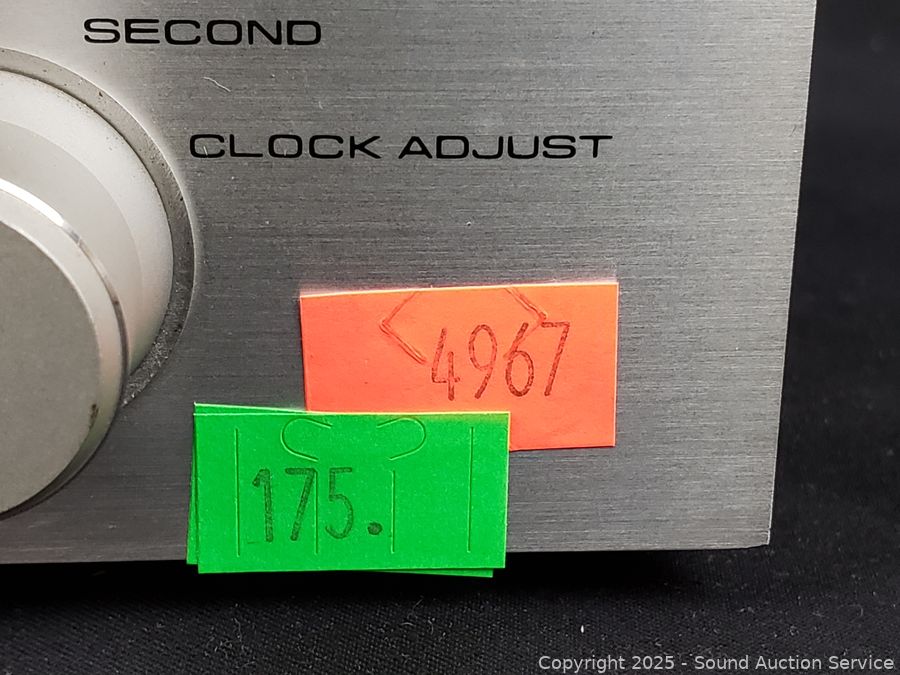 SECOND
CLOCK ADJUST
4967
175.
Copyright 2025 - Sound Auction Service